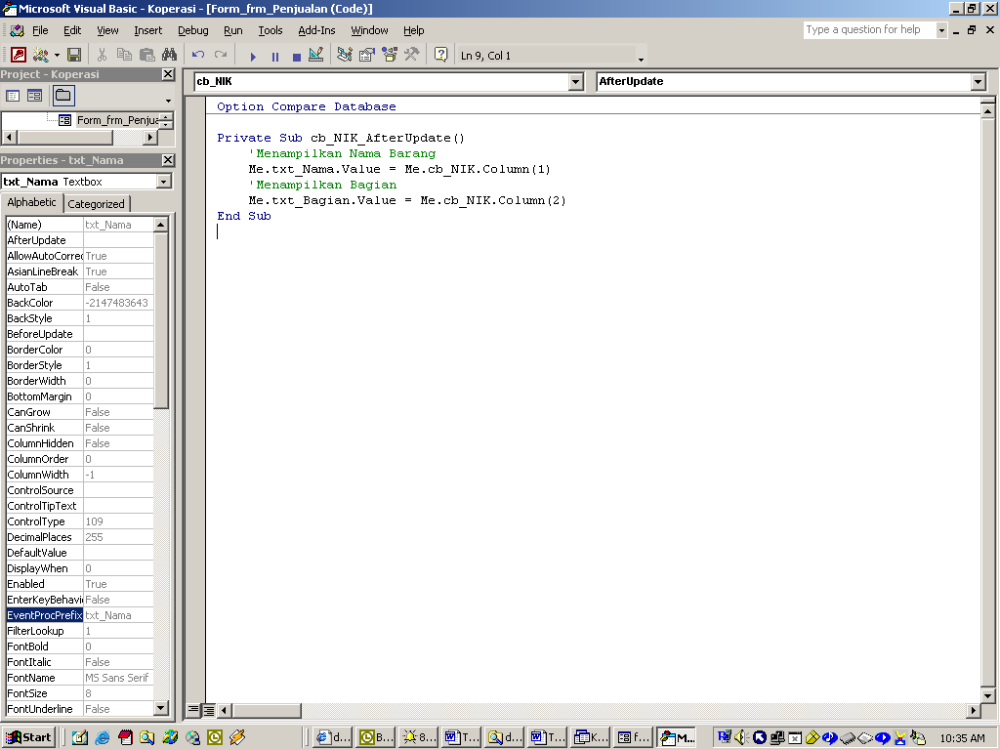 Microsoft Visual Basic - Koperasi - [Form_frm_Penjualan (Code)]
File Edit View Insert Debug Run Tools Add-Ins Window Help
Type a question for help
Ln 9, Col 1
Project - Koperasi
Form_frm_Penjua
Properties - txt_Nama
txt_Nama Textbox
Alphabetic Categorized
(Name) txt_Nama
AfterUpdate
AllowAutoCorre True
AsianLineBreak True
AutoTab False
BackColor -2147483643
BackStyle 1
BeforeUpdate
BorderColor 0
BorderStyle 1
BorderWidth 0
BottomMargin 0
CanGrow False
CanShrink False
ColumnHidden False
ColumnOrder 0
ColumnWidth -1
ControlSource
ControlTipText
ControlType 109
DecimalPlaces 255
DefaultValue
DisplayWhen 0
Enabled True
EnterKeyBehavi False
EventProcPrefix txt_Nama
FilterLookup 1
FontBold 0
FontItalic False
FontName MS Sans Serif
FontSize 8
FontUnderline False
cb_NIK AfterUpdate
Option Compare Database
Private Sub cb_NIK_AfterUpdate()
'Menampilkan Nama Barang
Me.txt_Nama.Value = Me.cb_NIK.Column(1)
'Menampilkan Bagian
Me.txt_Bagian.Value = Me.cb_NIK.Column(2)
End Sub
Start d... B... 8... T... d... T... K... f... M... 10:35 AM